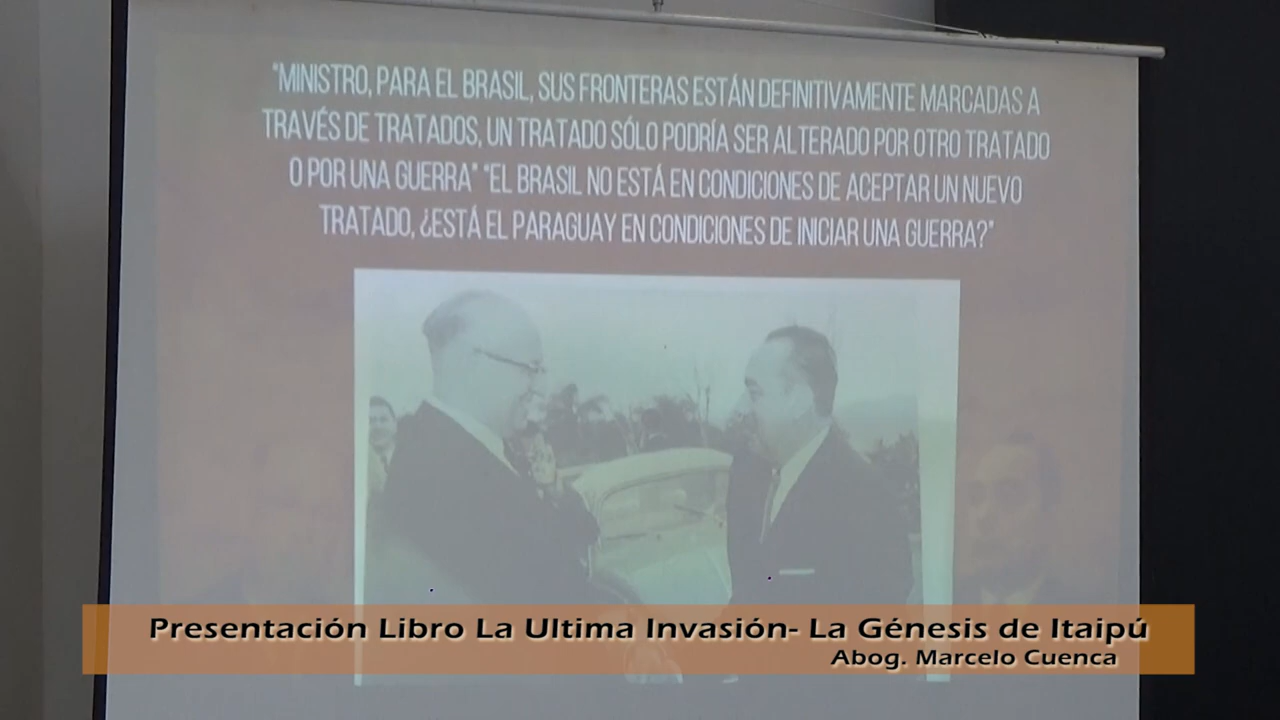 "MINISTRO, PARA EL BRASIL, SUS FRONTERAS ESTÁN DEFINITIVAMENTE MARCADAS A
TRAVÉS DE TRATADOS, UN TRATADO SÓLO PODRÍA SER ALTERADO POR OTRO TRATADO
O POR UNA GUERRA" "EL BRASIL NO ESTÁ EN CONDICIONES DE ACEPTAR UN NUEVO
TRATADO, ¿ESTÁ EL PARAGUAY EN CONDICIONES DE INICIAR UNA GUERRA?"
Presentación Libro La Ultima Invasión- La Génesis de Itaipú
Abog. Marcelo Cuenca